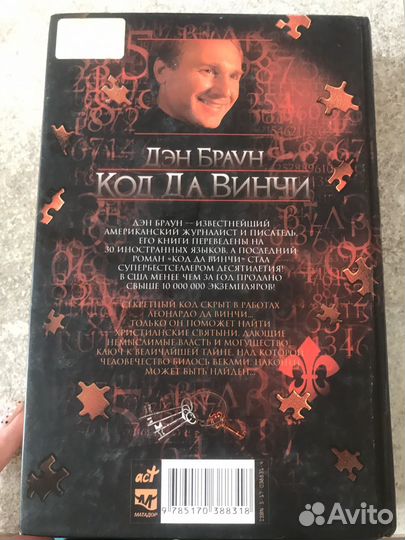 ДЭН БРАУН
КОД ДА ВИНЧИ
ДЭН БРАУН — ИЗВЕСТНЕЙШИЙ
АМЕРИКАНСКИЙ ЖУРНАЛИСТ И ПИСАТЕЛЬ.
ЕГО КНИГИ ПЕРЕВЕДЕНЫ НА
30 ИНОСТРАННЫХ ЯЗЫКОВ, А ПОСЛЕДНИЙ
РОМАН «КОД ДА ВИНЧИ» СТАЛ
СУПЕРБЕСТСЕЛЛЕРОМ ДЕСЯТИЛЕТИЯ!
В США МЕНЕЕ ЧЕМ ЗА ГОД ПРОДАНО
СВЫШЕ 10 000 000 ЭКЗЕМПЛЯРОВ!
СЕКРЕТНЫЙ КОД СКРЫТ В РАБОТАХ
ЛЕОНАРДО ДА ВИНЧИ...
ТОЛЬКО ОН ПОМОЖЕТ НАЙТИ
ХРИСТИАНСКИЕ СВЯТЫНИ, ДАЮЩИЕ
НЕМЫСЛИМЫЕ ВЛАСТЬ И МОГУЩЕСТВО.
КЛЮЧ К ВЕЛИЧАЙШЕЙ ТАЙНЕ, НАД КОТОРОЙ
ЧЕЛОВЕЧЕСТВО БИЛОСЬ ВЕКАМИ, НАКОНЕЦ
МОЖЕТ БЫТЬ НАЙДЕН...
аст
МАТАДОР
9 785170 388318
Avito